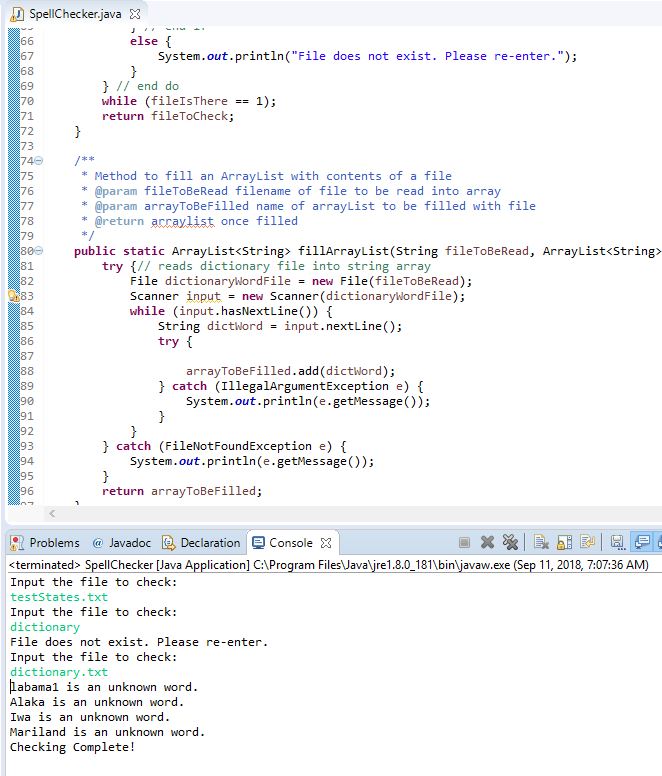 SpellChecker.java
66 else {
67 System.out.println("File does not exist. Please re-enter.");
68 }
69 } // end do
70 while (fileIsThere == 1);
71 return fileToCheck;
72 }
73
74 /**
75 * Method to fill an ArrayList with contents of a file
76 * @param fileToBeRead filename of file to be read into array
77 * @param arrayToBeFilled name of arrayList to be filled with file
78 * @return arraylist once filled
79 */
80 public static ArrayList<String> fillArrayList(String fileToBeRead, ArrayList<String>
81 try {// reads dictionary file into string array
82 File dictionaryWordFile = new File(fileToBeRead);
83 Scanner input = new Scanner(dictionaryWordFile);
84 while (input.hasNextLine()) {
85 String dictWord = input.nextLine();
86 try {
87
88 arrayToBeFilled.add(dictWord);
89 } catch (IllegalArgumentException e) {
90 System.out.println(e.getMessage());
91 }
92 }
93 } catch (FileNotFoundException e) {
94 System.out.println(e.getMessage());
95 }
96 return arrayToBeFilled;
Problems @ Javadoc Declaration Console
<terminated> SpellChecker [Java Application] C:\Program Files\Java\jre1.8.0_181\bin\javaw.exe (Sep 11, 2018, 7:07:36 AM)
Input the file to check:
testStates.txt
Input the file to check:
dictionary
File does not exist. Please re-enter.
Input the file to check:
dictionary.txt
labama1 is an unknown word.
Alaka is an unknown word.
Iwa is an unknown word.
Mariland is an unknown word.
Checking Complete!